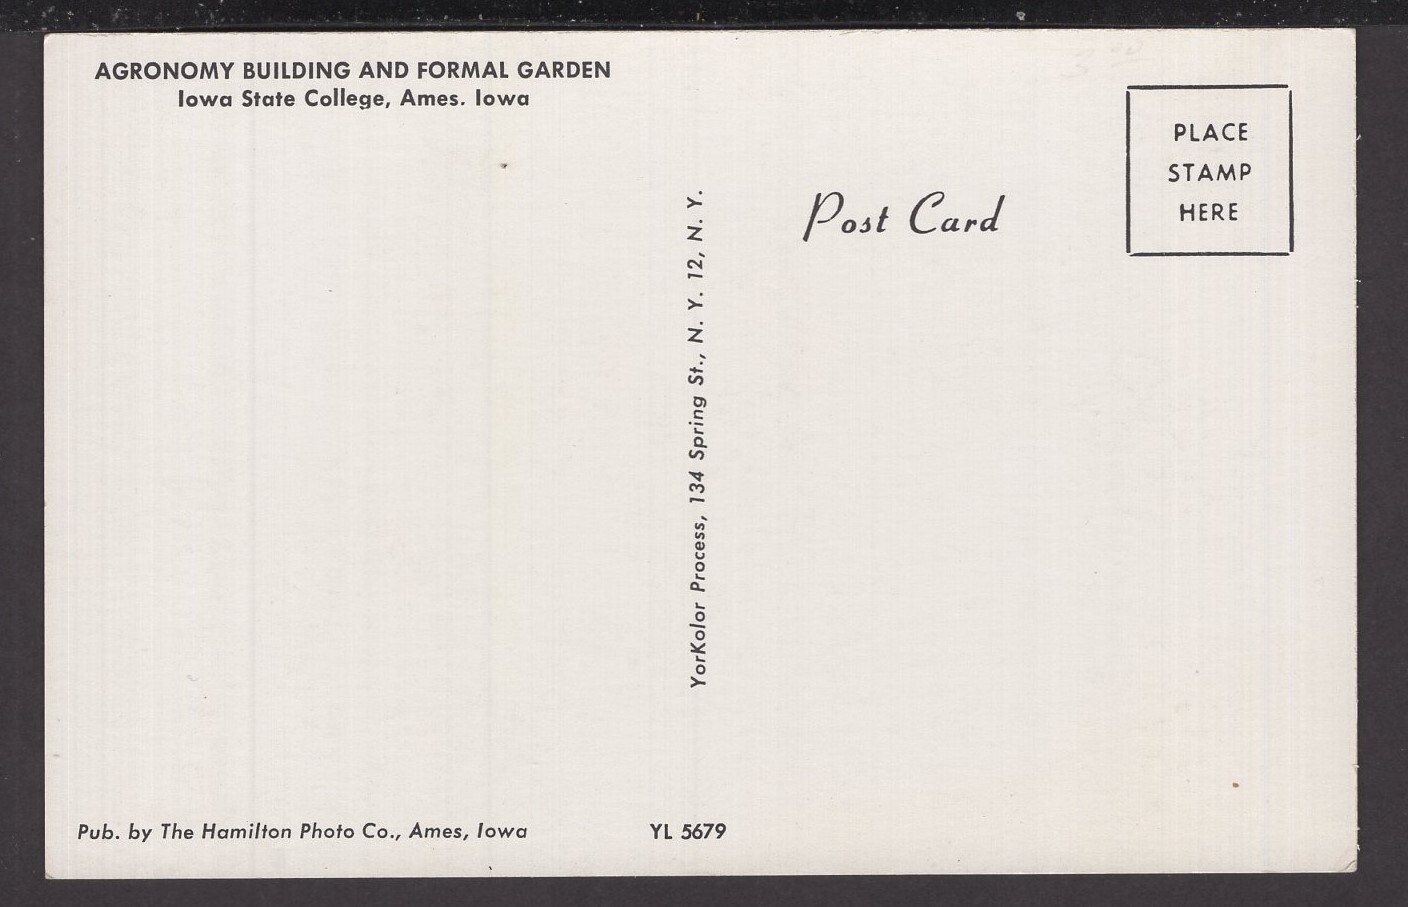 AGRONOMY BUILDING AND FORMAL GARDEN
Iowa State College, Ames. Iowa
PLACE
STAMP
HERE
Post Card
YorKolor Process, 134 Spring St., N. Y. 12, N. Y.
Pub. by The Hamilton Photo Co., Ames, Iowa
YL 5679